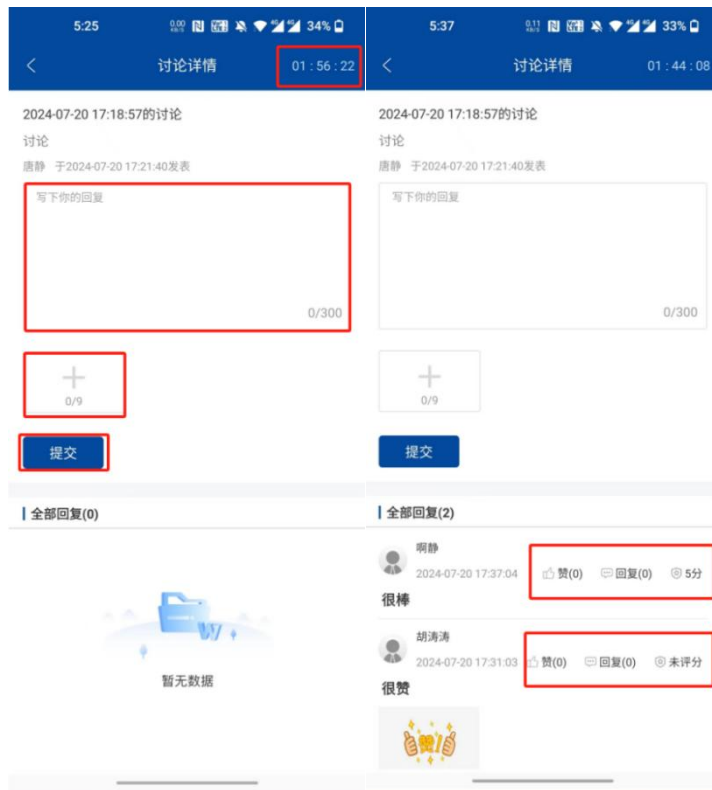 5:25
0.00 KB/S
4G 4G 34%
讨论详情
01 : 56 : 22
2024-07-20 17:18:57的讨论
讨论
唐静 于2024-07-20 17:21:40发表
写下你的回复
0/300
0/9
提交
全部回复(0)
暂无数据
5:37
0.11 KB/S
4G 4G 33%
讨论详情
01 : 44 : 08
2024-07-20 17:18:57的讨论
讨论
唐静 于2024-07-20 17:21:40发表
写下你的回复
0/300
0/9
提交
全部回复(2)
啊静
2024-07-20 17:37:04 赞(0) 回复(0) 5分
很棒
胡涛涛
2024-07-20 17:31:03 赞(0) 回复(0) 未评分
很赞
赞!